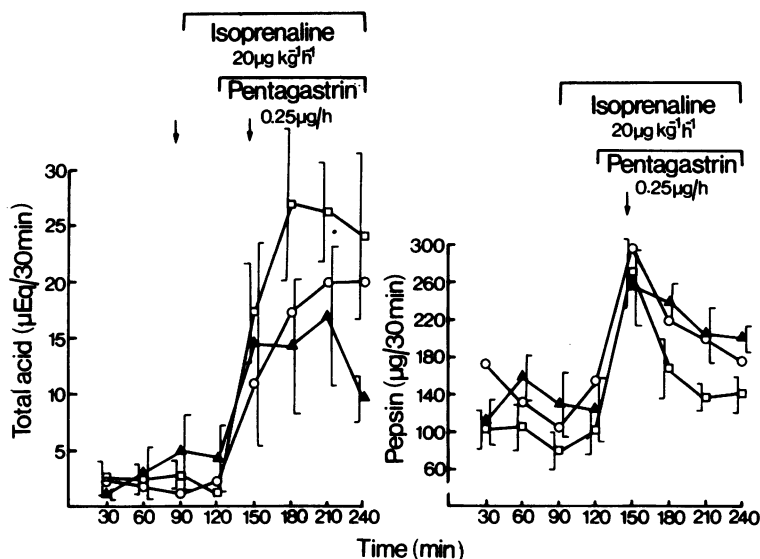 Isoprenaline
20µg kg⁻¹h⁻¹
Pentagastrin
0.25µg/h
Total acid (µEq/30min)
30
25
20
15
10
5
30 60 90 120 150 180 210 240
Isoprenaline
20µg kg⁻¹h⁻¹
Pentagastrin
0.25µg/h
Pepsin (µg/30min)
300
260
220
180
140
100
60
30 60 90 120 150 180 210 240
Time (min)